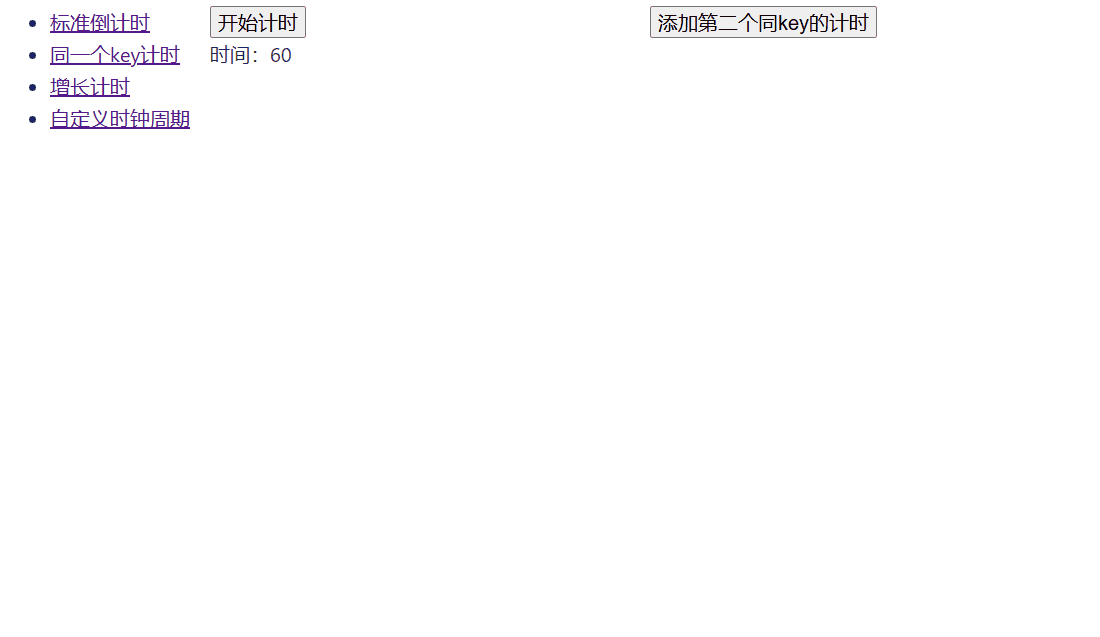 标准倒计时
同一个key计时
增长计时
自定义时钟周期
开始计时
时间：60
添加第二个同key的计时